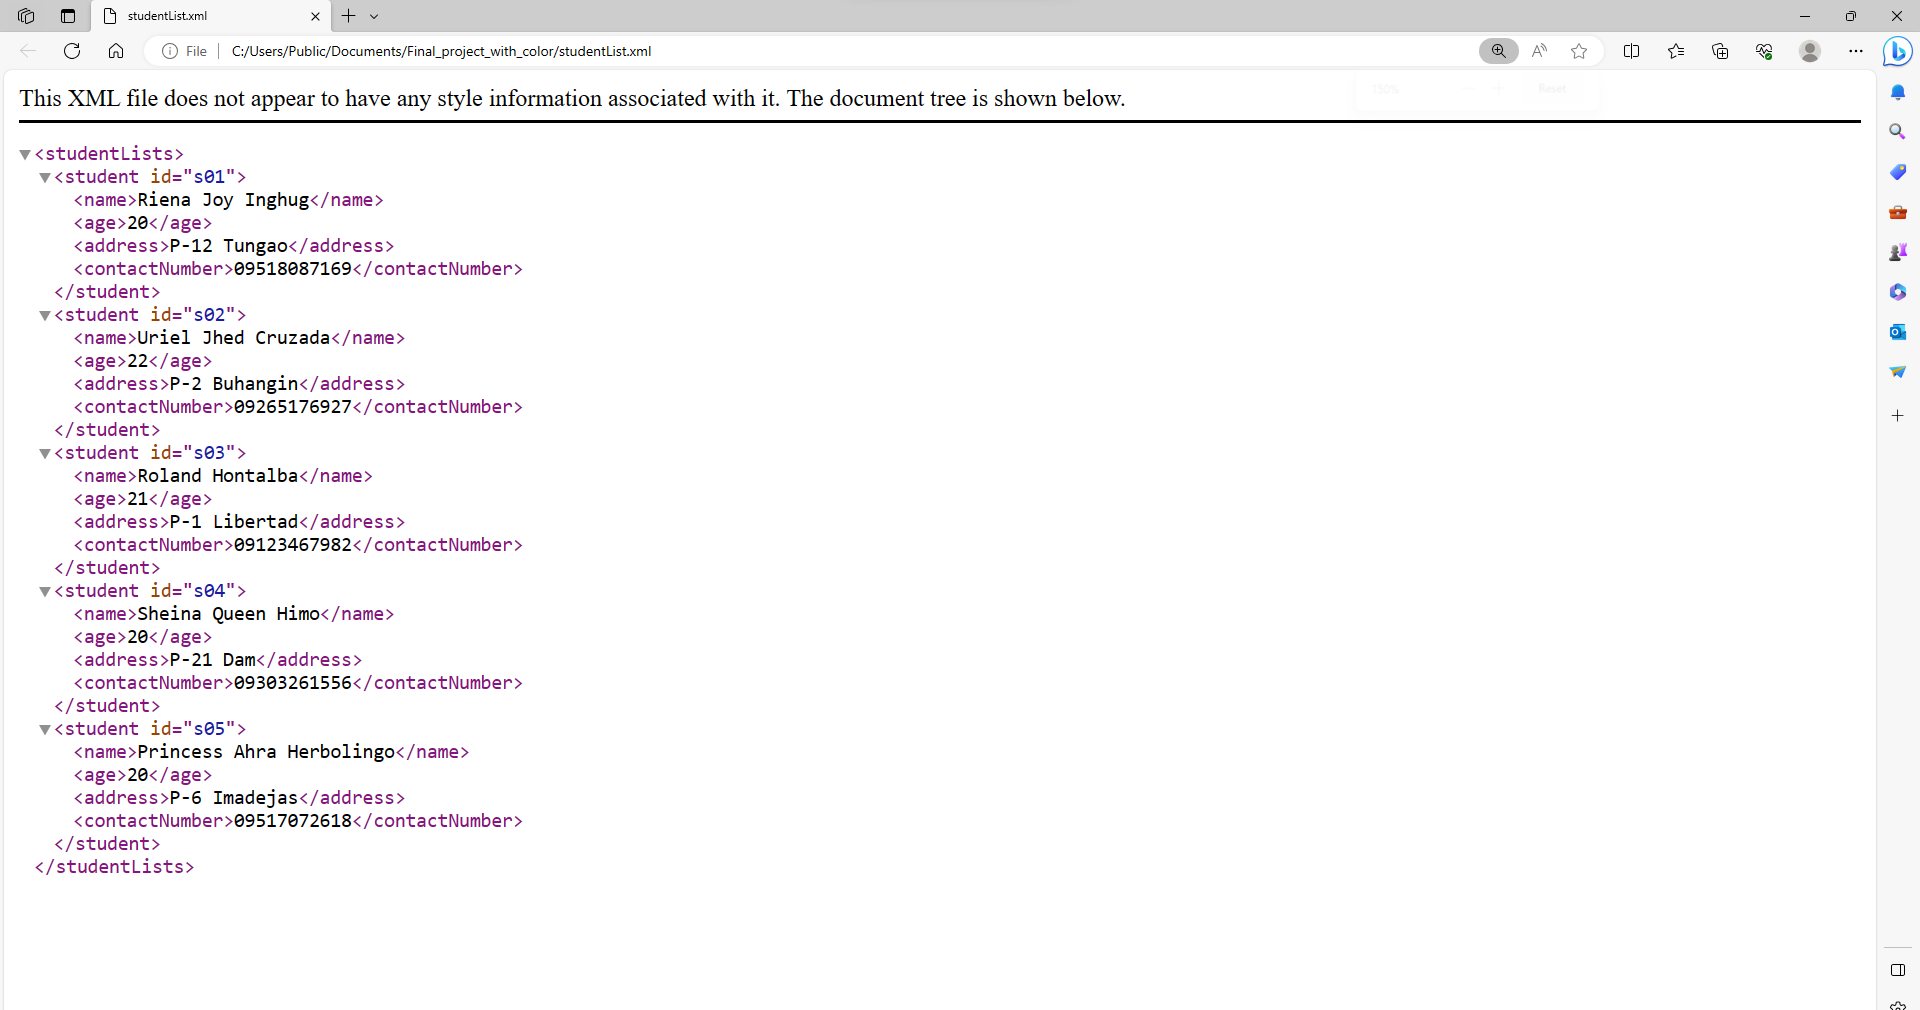 studentList.xml
File
C:/Users/Public/Documents/Final_project_with_color/studentList.xml
This XML file does not appear to have any style information associated with it. The document tree is shown below.
150%
Reset
<studentLists>
<student id="s01">
<name>Riena Joy Inghug</name>
<age>20</age>
<address>P-12 Tungao</address>
<contactNumber>09518087169</contactNumber>
</student>
<student id="s02">
<name>Uriel Jhed Cruzada</name>
<age>22</age>
<address>P-2 Buhangin</address>
<contactNumber>09265176927</contactNumber>
</student>
<student id="s03">
<name>Roland Hontalba</name>
<age>21</age>
<address>P-1 Libertad</address>
<contactNumber>09123467982</contactNumber>
</student>
<student id="s04">
<name>Sheina Queen Himo</name>
<age>20</age>
<address>P-21 Dam</address>
<contactNumber>09303261556</contactNumber>
</student>
<student id="s05">
<name>Princess Ahra Herbolingo</name>
<age>20</age>
<address>P-6 Imadejas</address>
<contactNumber>09517072618</contactNumber>
</student>
</studentLists>